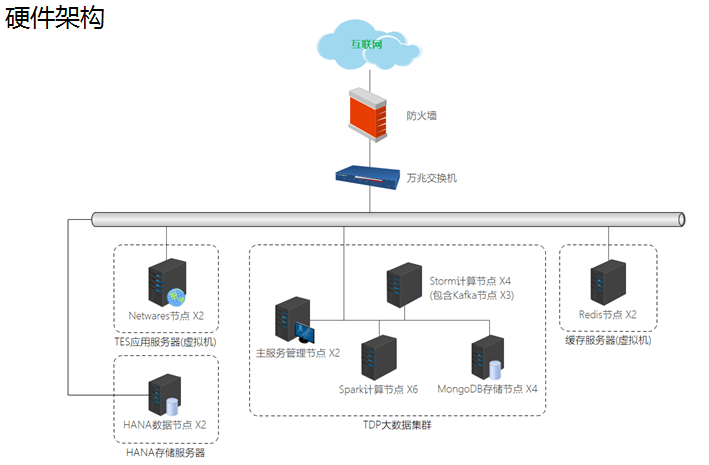 硬件架构
互联网
防火墙
万兆交换机
Netwares节点 X2
TES应用服务器(虚拟机)
HANA数据节点 X2
HANA存储服务器
Storm计算节点 X4
(包含Kafka节点 X3)
主服务管理节点 X2
Spark计算节点 X6
MongoDB存储节点 X4
TDP大数据集群
Redis节点 X2
缓存服务器(虚拟机)